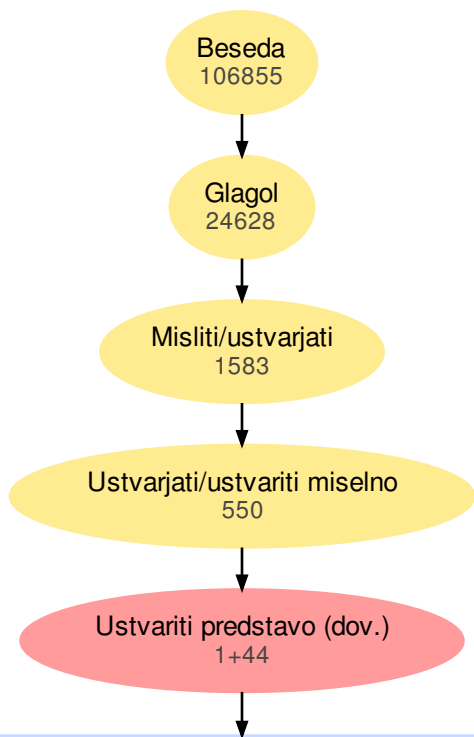 Beseda
106855
Glagol
24628
Misliti/ustvarjati
1583
Ustvarjati/ustvariti miselno
550
Ustvariti predstavo (dov.)
1+44